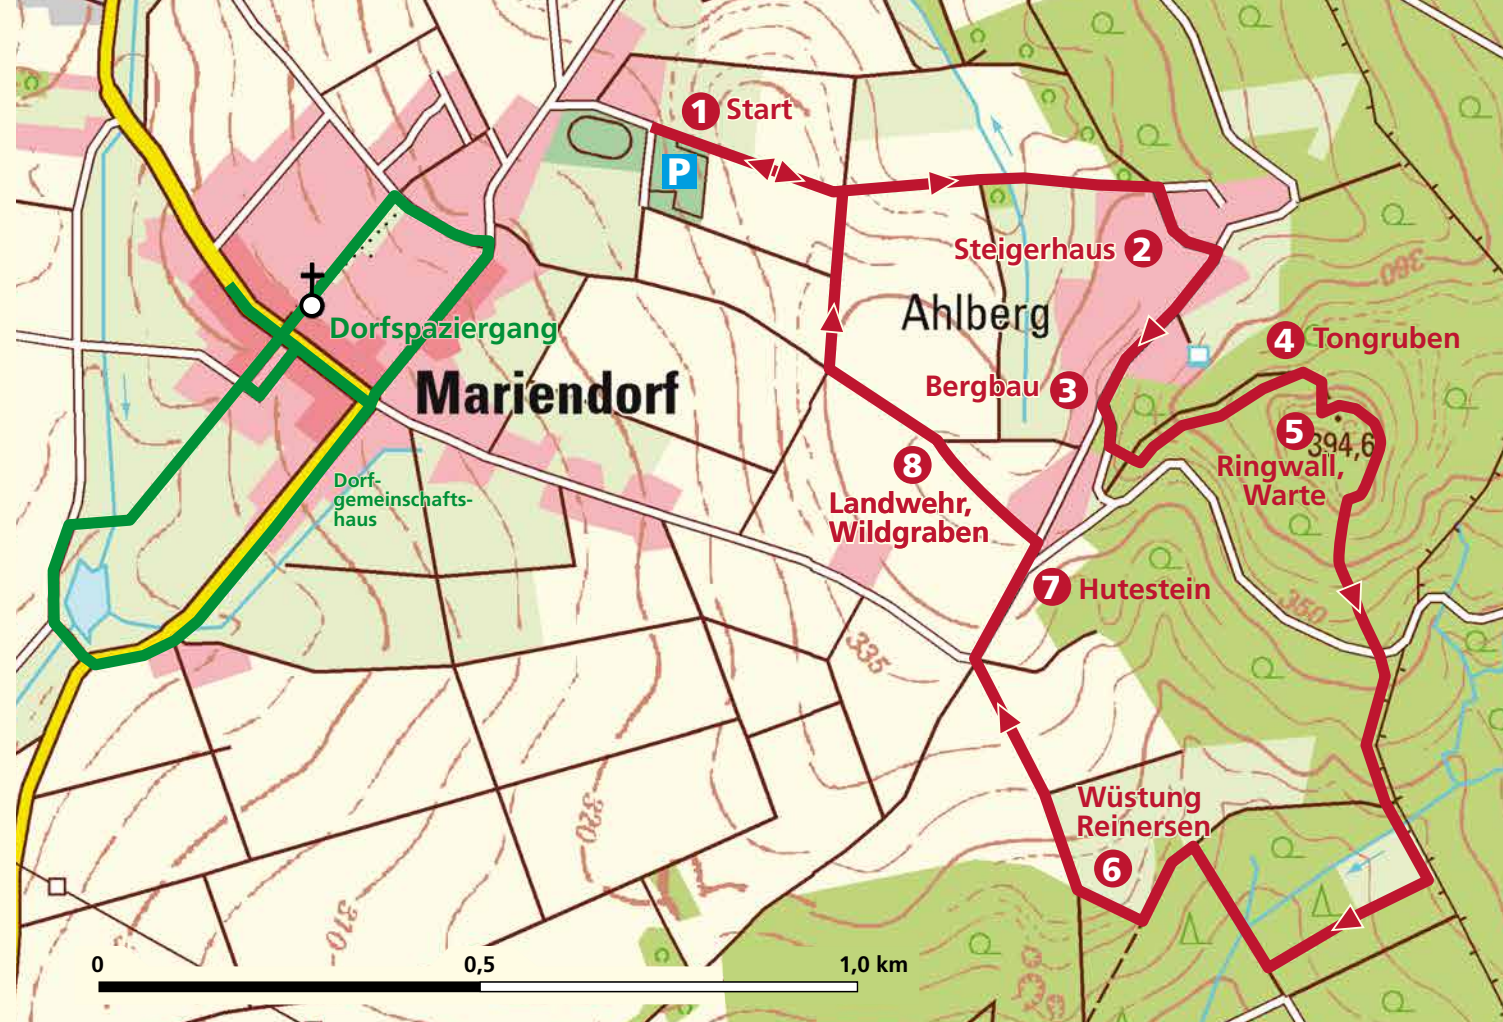 1 Start
P
Steigerhaus 2
360
Ahlberg
Dorfspaziergang
4 Tongruben
Mariendorf
Bergbau 3
5
394,6
Ringwall,
Warte
8
Landwehr,
Wildgraben
Dorf-
gemeinschafts-
haus
7 Hutestein
350
335
Wüstung
Reinersen
6
320
310
0 0,5 1,0 km